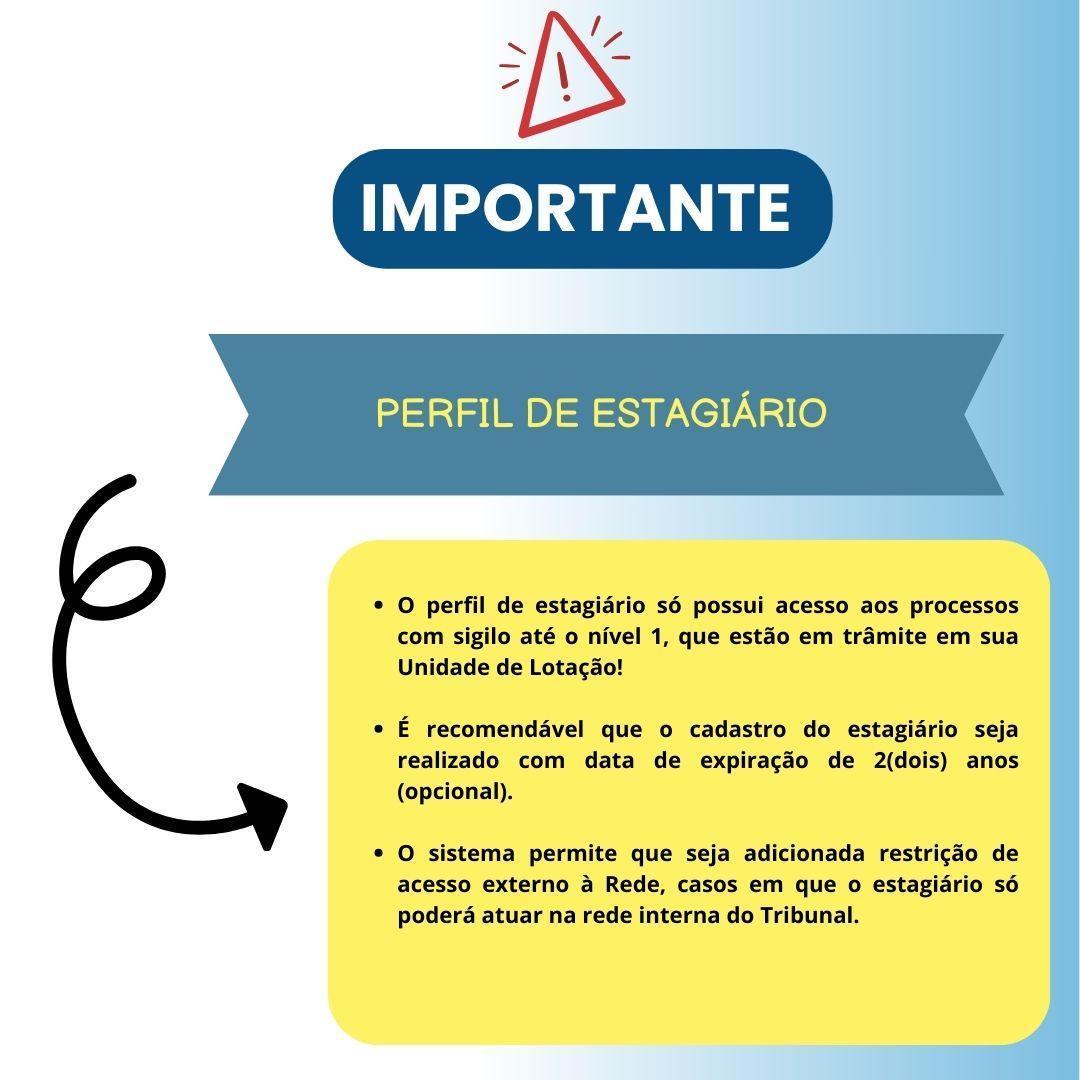 IMPORTANTE
PERFIL DE ESTAGIÁRIO
• O perfil de estagiário só possui acesso aos processos
com sigilo até o nível 1, que estão em trâmite em sua
Unidade de Lotação!
• É recomendável que o cadastro do estagiário seja
realizado com data de expiração de 2(dois) anos
(opcional).
• O sistema permite que seja adicionada restrição de
acesso externo à Rede, casos em que o estagiário só
poderá atuar na rede interna do Tribunal.